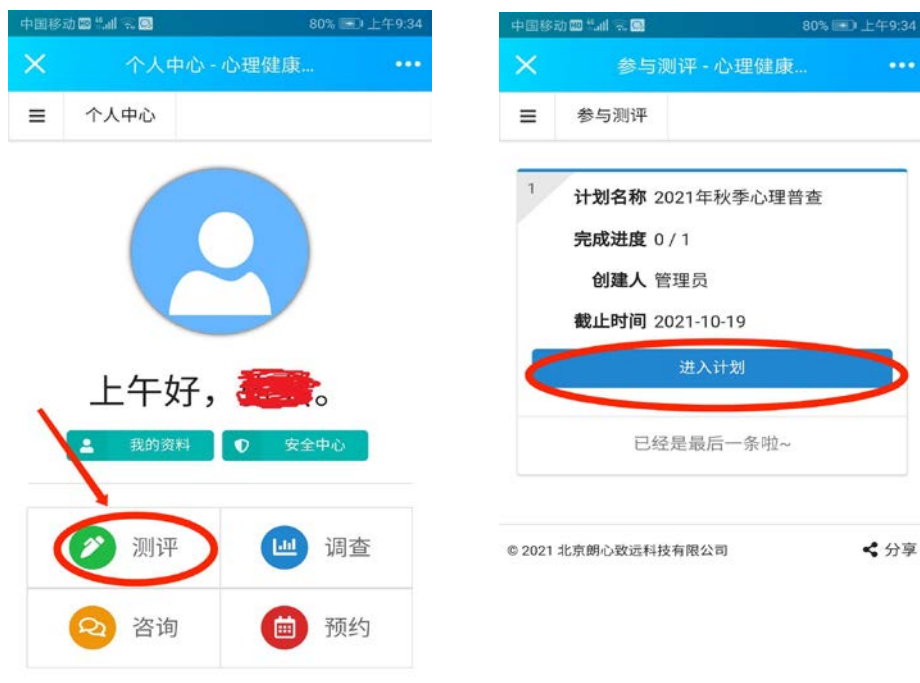 中国移动 HD 80% 上午9:34
个人中心 - 心理健康...
个人中心
上午好, 。
我的资料 安全中心
测评 调查
咨询 预约
中国移动 HD 80% 上午9:34
参与测评 - 心理健康...
参与测评
1
计划名称 2021年秋季心理普查
完成进度 0 / 1
创建人 管理员
截止时间 2021-10-19
进入计划
已经是最后一条啦~
© 2021 北京朗心致远科技有限公司 分享